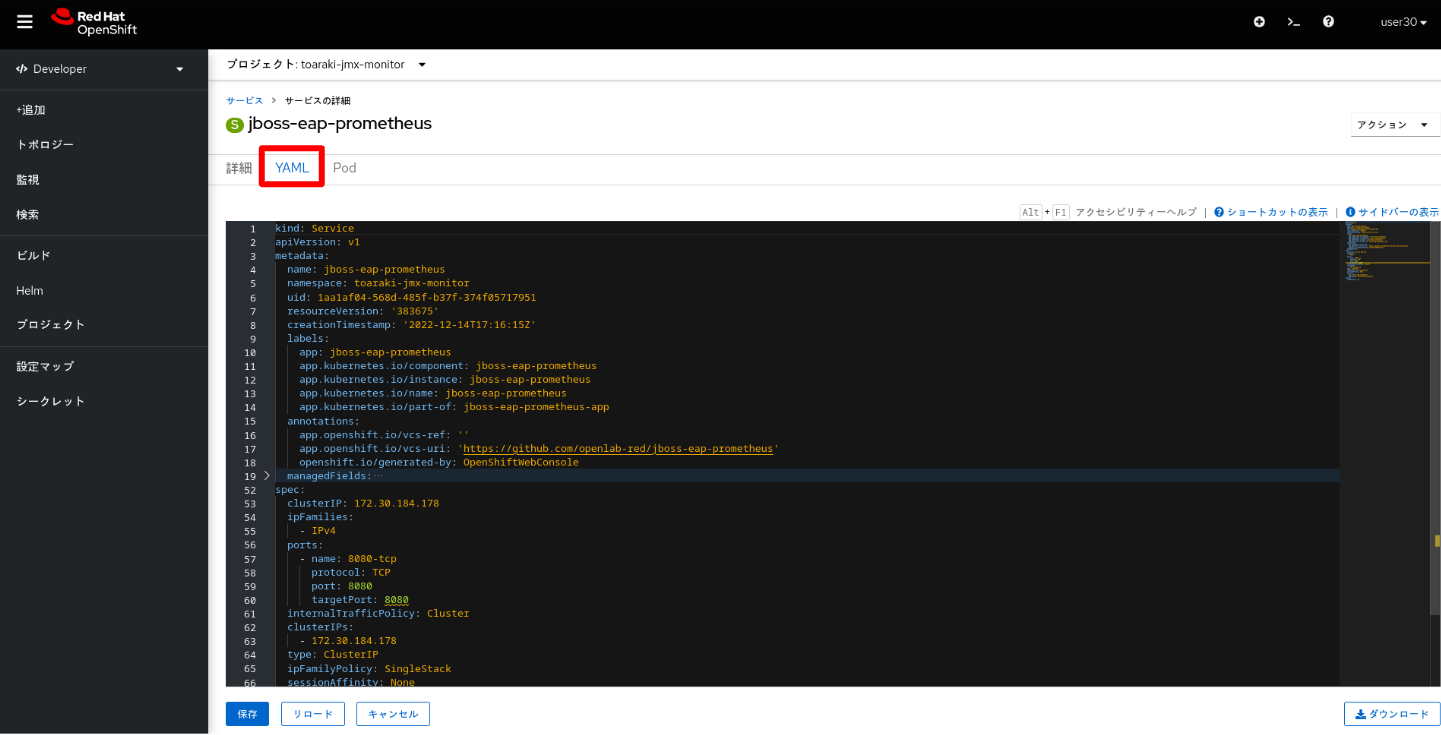 Red Hat
OpenShift
user30
Developer
プロジェクト: toaraki-jmx-monitor
+追加
トポロジー
監視
検索
ビルド
Helm
プロジェクト
設定マップ
シークレット
サービス > サービスの詳細
S jboss-eap-prometheus
アクション
詳細 YAML Pod
Alt + F1 アクセシビリティーヘルプ | ショートカットの表示 | サイドバーの表示
1 kind: Service
2 apiVersion: v1
3 metadata:
4 name: jboss-eap-prometheus
5 namespace: toaraki-jmx-monitor
6 uid: 1aa1af04-568d-485f-b37f-374f05717951
7 resourceVersion: '383675'
8 creationTimestamp: '2022-12-14T17:16:15Z'
9 labels:
10 app: jboss-eap-prometheus
11 app.kubernetes.io/component: jboss-eap-prometheus
12 app.kubernetes.io/instance: jboss-eap-prometheus
13 app.kubernetes.io/name: jboss-eap-prometheus
14 app.kubernetes.io/part-of: jboss-eap-prometheus-app
15 annotations:
16 app.openshift.io/vcs-ref: ''
17 app.openshift.io/vcs-uri: 'https://github.com/openlab-red/jboss-eap-prometheus'
18 openshift.io/generated-by: OpenShiftWebConsole
19 managedFields:···
52 spec:
53 clusterIP: 172.30.184.178
54 ipFamilies:
55 - IPv4
56 ports:
57 - name: 8080-tcp
58 protocol: TCP
59 port: 8080
60 targetPort: 8080
61 internalTrafficPolicy: Cluster
62 clusterIPs:
63 - 172.30.184.178
64 type: ClusterIP
65 ipFamilyPolicy: SingleStack
66 sessionAffinity: None
保存 リロード キャンセル ダウンロード